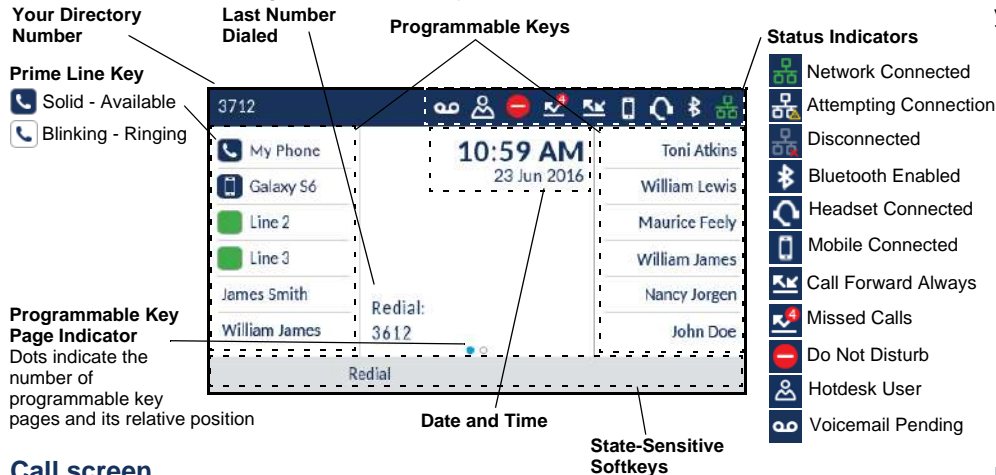 Your Directory
Number
Last Number
Dialed
Programmable Keys
Status Indicators
Prime Line Key
Solid - Available
Blinking - Ringing
3712
4
My Phone
Galaxy S6
Line 2
Line 3
James Smith
William James
10:59 AM
23 Jun 2016
Redial:
3612
Toni Atkins
William Lewis
Maurice Feely
William James
Nancy Jorgen
John Doe
Redial
Network Connected
Attempting Connection
Disconnected
Bluetooth Enabled
Headset Connected
Mobile Connected
Call Forward Always
4
Missed Calls
Do Not Disturb
Hotdesk User
Voicemail Pending
Programmable Key
Page Indicator
Dots indicate the
number of
programmable key
pages and its relative position
Date and Time
State-Sensitive
Softkeys
Call screen